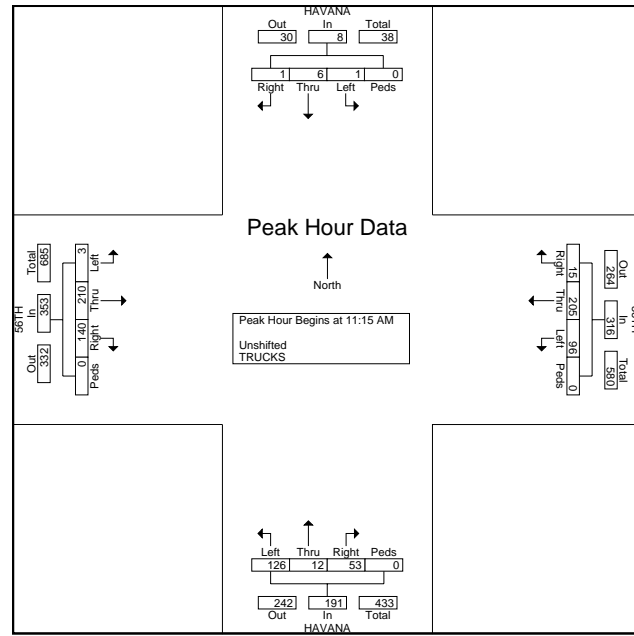 HAVANA
Out In Total
30 8 38
1 6 1 0
Right Thru Left Peds
Peak Hour Data
North
Peak Hour Begins at 11:15 AM
Unshifted
TRUCKS
56TH
Total In Out
685 353 332
3 210 140 0
Left Thru Right Peds
Out In Total
264 316 580
15 205 96 0
Right Thru Left Peds
Left Thru Right Peds
126 12 53 0
242 191 433
Out In Total
HAVANA